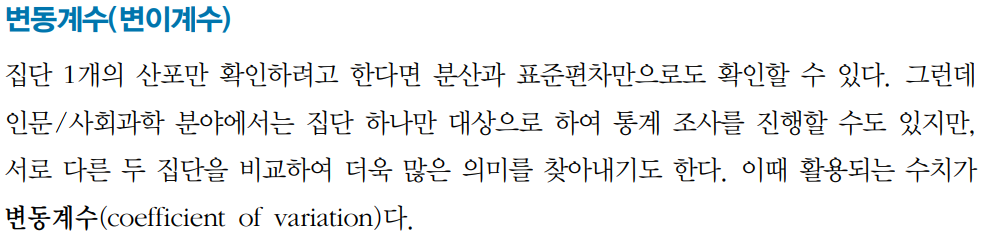 변동계수(변이계수)
집단 1개의 산포만 확인하려고 한다면 분산과 표준편차만으로도 확인할 수 있다. 그런데
인문/사회과학 분야에서는 집단 하나만 대상으로 하여 통계 조사를 진행할 수도 있지만,
서로 다른 두 집단을 비교하여 더욱 많은 의미를 찾아내기도 한다. 이때 활용되는 수치가
변동계수(coefficient of variation)다.